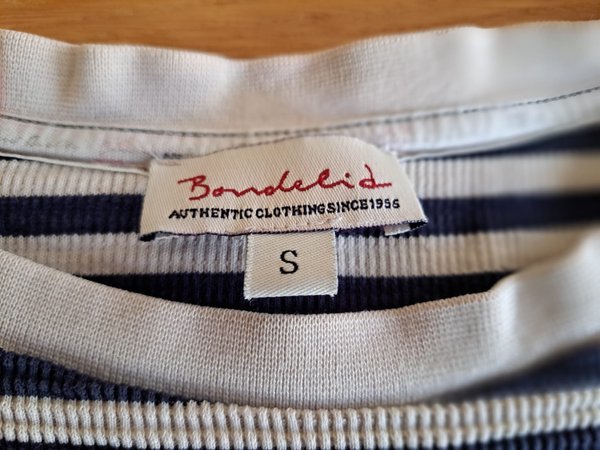 Bondelid
AUTHENTIC CLOTHING SINCE 1956
S